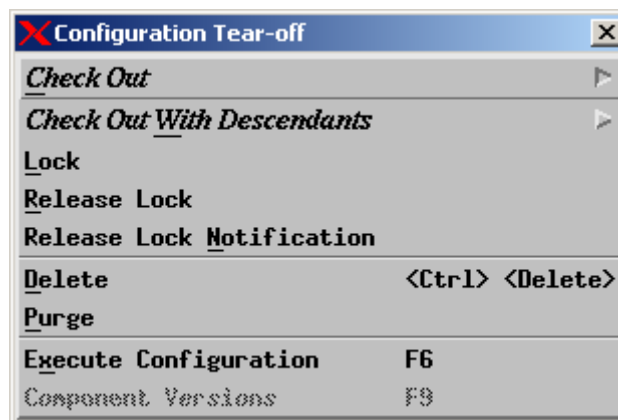 Configuration Tear-off
Check Out
Check Out With Descendants
Lock
Release Lock
Release Lock Notification
Delete <Ctrl> <Delete>
Purge
Execute Configuration F6
Component Versions F9